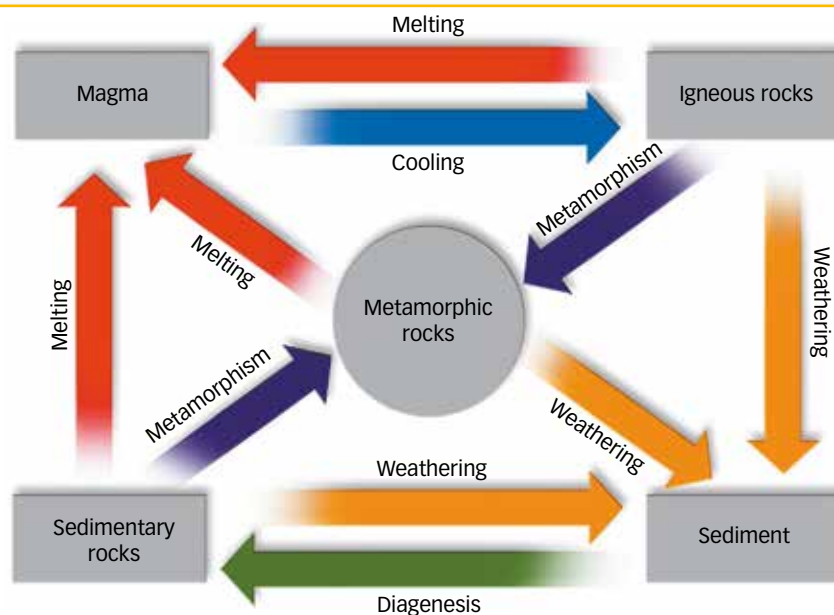 Melting
Magma
Igneous rocks
Cooling
Metamorphism
Melting
Weathering
Melting
Metamorphic
rocks
Metamorphism
Weathering
Weathering
Sedimentary
rocks
Sediment
Diagenesis